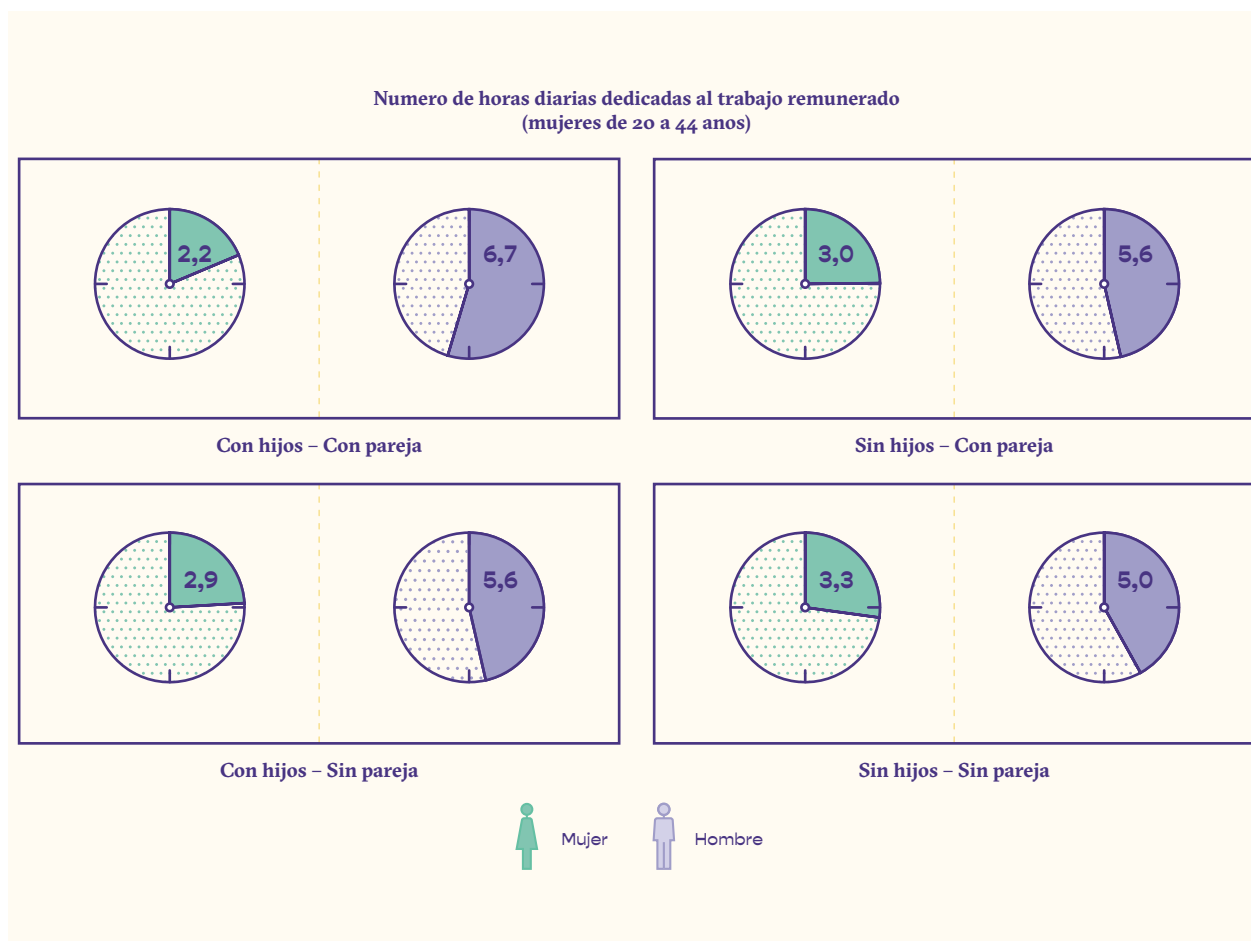 Numero de horas diarias dedicadas al trabajo remunerado
(mujeres de 20 a 44 anos)
2,2
6,7
3,0
5,6
Con hijos – Con pareja
Sin hijos – Con pareja
2,9
5,6
3,3
5,0
Con hijos – Sin pareja
Sin hijos – Sin pareja
Mujer
Hombre